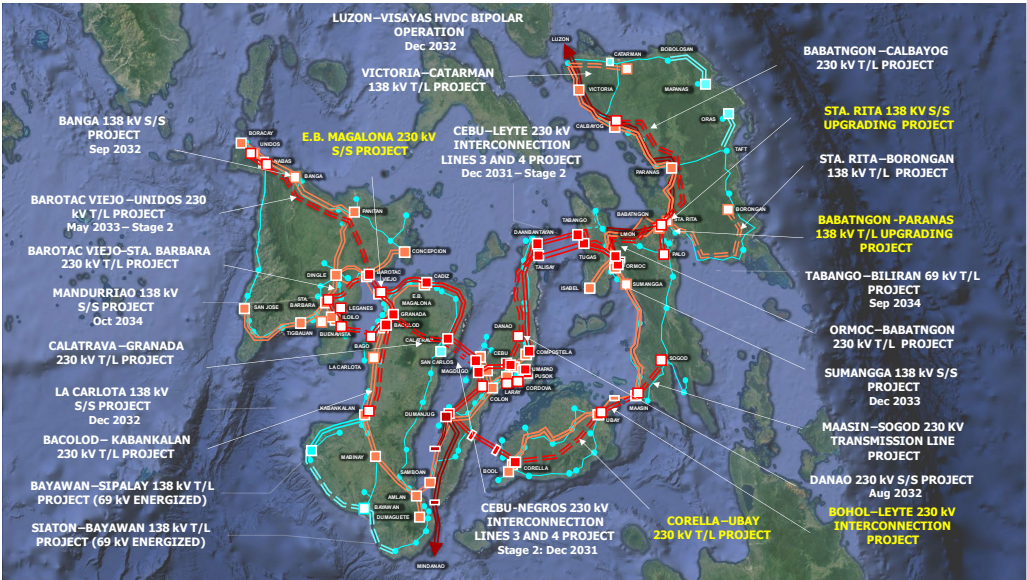 LUZON–VISAYAS HVDC BIPOLAR
OPERATION
Dec 2032
VICTORIA–CATARMAN
138 kV T/L PROJECT
BANGA 138 kV S/S
PROJECT
Sep 2032
E.B. MAGALONA 230 kV
S/S PROJECT
CEBU–LEYTE 230 kV
INTERCONNECTION
LINES 3 AND 4 PROJECT
Dec 2031–Stage 2
BAROTAC VIEJO–UNIDOS 230
kV T/L PROJECT
May 2033–Stage 2
BAROTAC VIEJO–STA. BARBARA
230 kV T/L PROJECT
MANDURRIAO 138 kV
S/S PROJECT
Oct 2034
CALATRAVA–GRANADA
230 kV T/L PROJECT
LA CARLOTA 138 kV
S/S PROJECT
Dec 2032
BACOLOD– KABANKALAN
230 kV T/L PROJECT
BAYAWAN–SIPALAY 138 kV T/L
PROJECT (69 kV ENERGIZED)
SIATON–BAYAWAN 138 kV T/L
PROJECT (69 kV ENERGIZED)
BABATNGON–CALBAYOG
230 kV T/L PROJECT
STA. RITA 138 KV S/S
UPGRADING PROJECT
STA. RITA–BORONGAN
138 kV T/L PROJECT
BABATNGON -PARANAS
138 kV T/L UPGRADING
PROJECT
TABANGO–BILIRAN 69 kV T/L
PROJECT
Sep 2034
ORMOC–BABATNGON
230 kV T/L PROJECT
SUMANGGA 138 kV S/S
PROJECT
Dec 2033
MAASIN–SOGOD 230 KV
TRANSMISSION LINE
PROJECT
DANAO 230 kV S/S PROJECT
Aug 2032
BOHOL–LEYTE 230 kV
INTERCONNECTION
PROJECT
CORELLA–UBAY
230 kV T/L PROJECT
CEBU-NEGROS 230 kV
INTERCONNECTION
LINES 3 AND 4 PROJECT
Stage 2: Dec 2031
LUZON
CATARMAN
BOBOLOSAN
VICTORIA
MAPANAS
CALBAYOG
ORAS
TAFT
PARANAS
BORONGAN
BABATNGON
STA. RITA
PALO
BORACAY
UNIDOS
NABAS
BANGA
PANITAN
CONCEPCION
DINGLE
BAROTAC
VIEJO
CADIZ
STA
BARBARA
LEGANES
ILOILO
SAN JOSE
TIGBAUAN
BUENAVISTA
E.B.
MAGALONA
GRANADA
BACOLOD
BAGO
SAN CARLOS
LA CARLOTA
KABANKALAN
MABINAY
SAMBOAN
AMLAN
BAYAWAN
DUMAGUETE
MINDANAO
DAANBANTAYAN
TALISAY
TABANGO
TUGAS
LMON
ORMOC
ISABEL
SUMANGGA
DANAO
CEBU
COMPOSTELA
UMAPAD
PUSOK
LARAY
CORDOVA
MAGDUGO
COLON
DUMANJUG
SOGOD
MAASIN
UBAY
BOOL
CORELLA